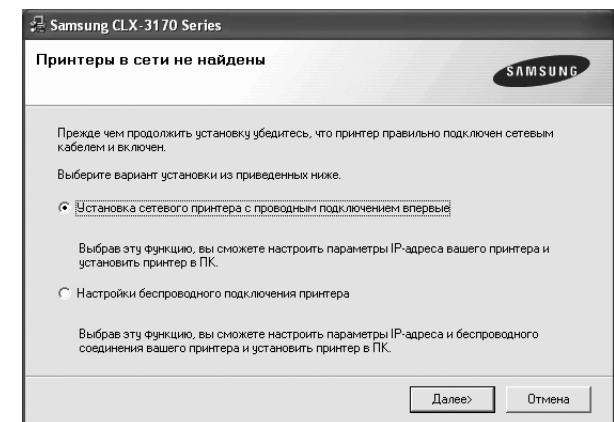 Samsung CLX-3170 Series
Принтеры в сети не найдены
SAMSUNG
Прежде чем продолжить установку убедитесь, что принтер правильно подключен сетевым
кабелем и включен.
Выберите вариант установки из приведенных ниже.
Установка сетевого принтера с проводным подключением впервые
Выбрав эту функцию, вы сможете настроить параметры IP-адреса вашего принтера и
установить принтер в ПК.
Настройки беспроводного подключения принтера
Выбрав эту функцию, вы сможете настроить параметры IP-адреса и беспроводного
соединения вашего принтера и установить принтер в ПК.
Далее>
Отмена